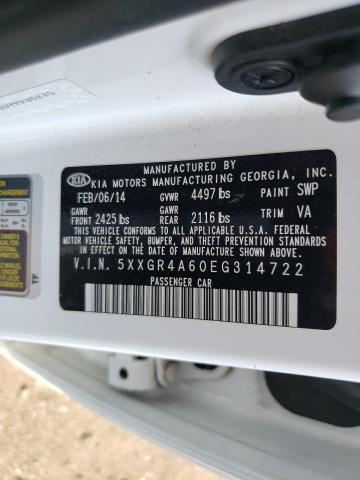 MANUFACTURED BY
KIA KIA MOTORS MANUFACTURING GEORGIA, INC.
FEB/06/14 GVWR 4497 lbs PAINT SWP
GAWR FRONT 2425 lbs GAWR REAR 2116 lbs TRIM VA
THIS VEHICLE CONFORMS TO ALL APPLICABLE U.S.A. FEDERAL
MOTOR VEHICLE SAFETY, BUMPER, AND THEFT PREVENTION STANDARDS
IN EFFECT ON THE DATE OF MANUFACTURE SHOWN ABOVE.
V.I.N. 5XXGR4A60EG314722
PASSENGER CAR
TF